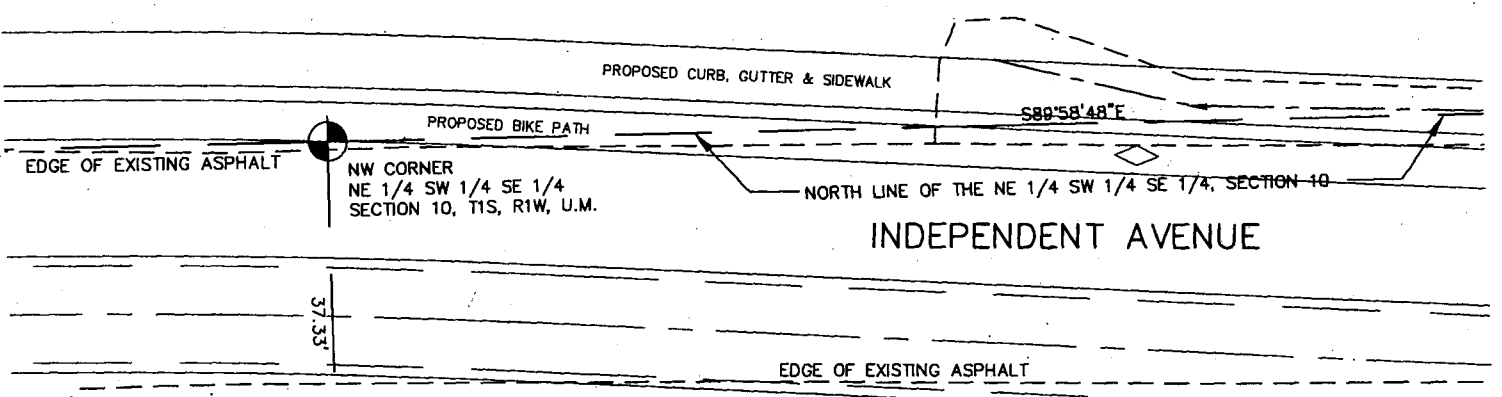 PROPOSED CURB, GUTTER & SIDEWALK
S89°58'48"E
PROPOSED BIKE PATH
EDGE OF EXISTING ASPHALT
NW CORNER
NE 1/4 SW 1/4 SE 1/4
SECTION 10, T1S, R1W, U.M.
NORTH LINE OF THE NE 1/4 SW 1/4 SE 1/4, SECTION 10
INDEPENDENT AVENUE
37.33'
EDGE OF EXISTING ASPHALT